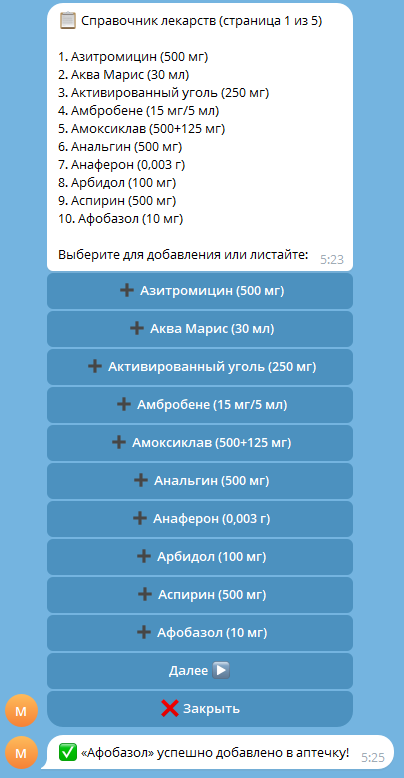 📋 Справочник лекарств (страница 1 из 5)
1. Азитромицин (500 мг)
2. Аква Марис (30 мл)
3. Активированный уголь (250 мг)
4. Амбробене (15 мг/5 мл)
5. Амоксиклав (500+125 мг)
6. Анальгин (500 мг)
7. Анаферон (0,003 г)
8. Арбидол (100 мг)
9. Аспирин (500 мг)
10. Афобазол (10 мг)
Выберите для добавления или листайте: 5:23
➕ Азитромицин (500 мг)
➕ Аква Марис (30 мл)
➕ Активированный уголь (250 мг)
➕ Амбробене (15 мг/5 мл)
➕ Амоксиклав (500+125 мг)
➕ Анальгин (500 мг)
➕ Анаферон (0,003 г)
➕ Арбидол (100 мг)
➕ Аспирин (500 мг)
➕ Афобазол (10 мг)
Далее ▶️
❌ Закрыть
М
М
✅ «Афобазол» успешно добавлено в аптечку! 5:25